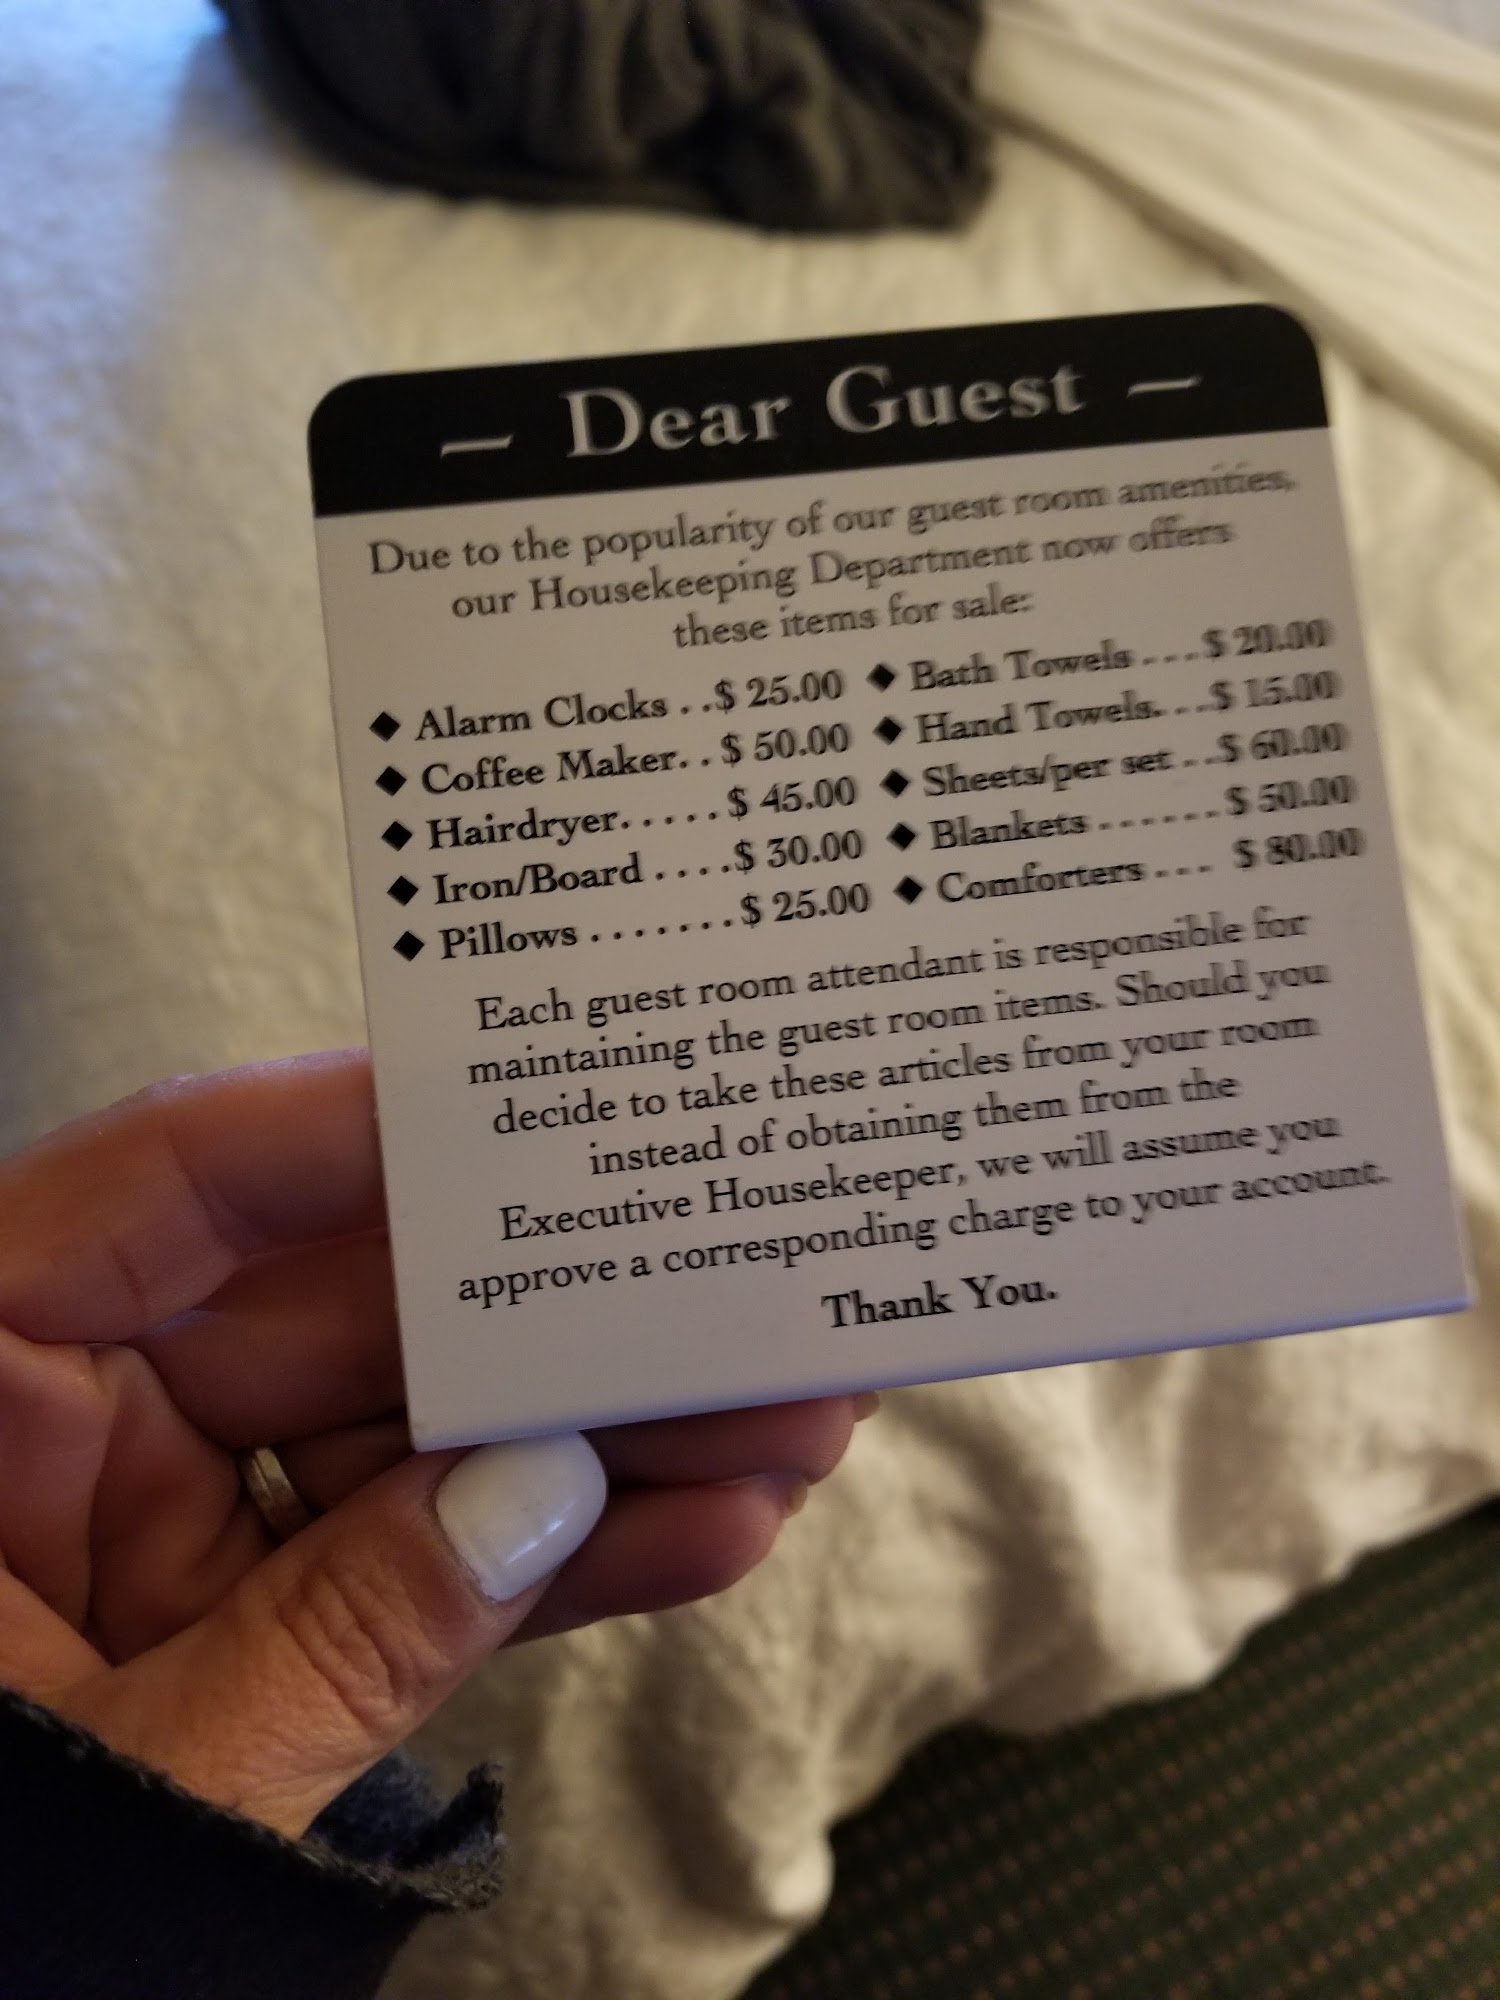 — Dear Guest —
Due to the popularity of our guest room amenities,
our Housekeeping Department now offers
these items for sale:
◆ Alarm Clocks . . $ 25.00 ◆ Bath Towels . . . . $ 20.00
◆ Coffee Maker. . $ 50.00 ◆ Hand Towels. . . . $ 15.00
◆ Hairdryer. . . . . $ 45.00 ◆ Sheets/per set . . . $ 60.00
◆ Iron/Board . . . . $ 30.00 ◆ Blankets . . . . . . $ 50.00
◆ Pillows . . . . . . . $ 25.00 ◆ Comforters . . . $ 80.00
Each guest room attendant is responsible for
maintaining the guest room items. Should you
decide to take these articles from your room
instead of obtaining them from the
Executive Housekeeper, we will assume you
approve a corresponding charge to your account.
Thank You.